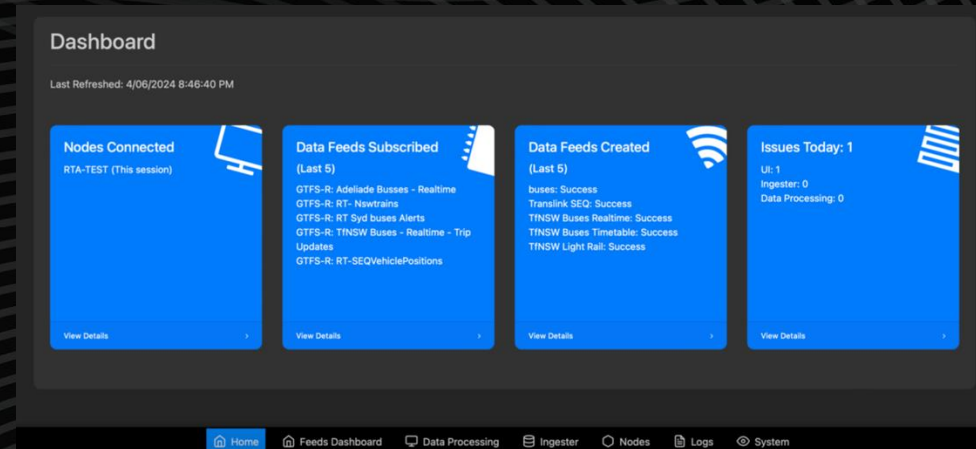 Dashboard
Last Refreshed: 4/06/2024 8:46:40 PM
Nodes Connected
RTA-TEST (This session)
View Details
Data Feeds Subscribed
(Last 5)
GTFS-R: Adeliade Busses - Realtime
GTFS-R: RT- Nswtrains
GTFS-R: RT Syd buses Alerts
GTFS-R: TfNSW Buses - Realtime - Trip
Updates
GTFS-R: RT-SEQVehiclePositions
View Details
Data Feeds Created
(Last 5)
buses: Success
Translink SEQ: Success
TfNSW Buses Realtime: Success
TfNSW Buses Timetable: Success
TfNSW Light Rail: Success
View Details
Issues Today: 1
UI: 1
Ingester: 0
Data Processing: 0
View Details
Home Feeds Dashboard Data Processing Ingester Nodes Logs System